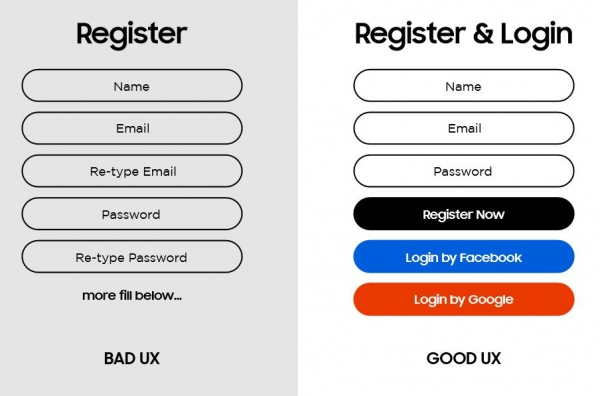 Register
Name
Email
Re-type Email
Password
Re-type Password
more fill below...
BAD UX
Register & Login
Name
Email
Password
Register Now
Login by Facebook
Login by Google
GOOD UX